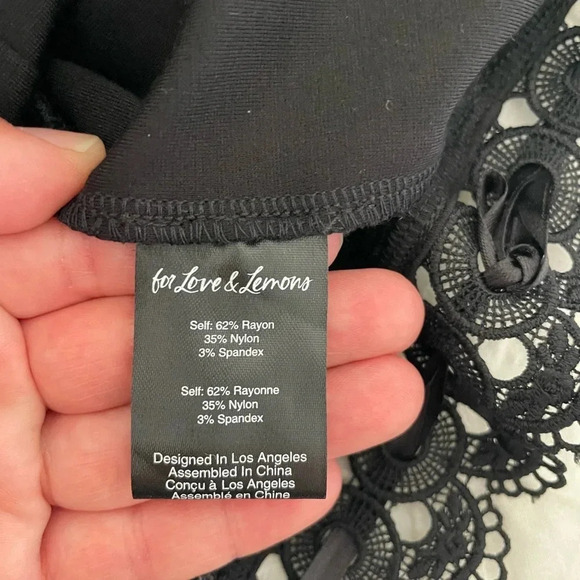 for Love & Lemons
Self: 62% Rayon
35% Nylon
3% Spandex
Self: 62% Rayonne
35% Nylon
3% Spandex
Designed In Los Angeles
Assembled In China
Conçu à Los Angeles
Assemblé en Chine